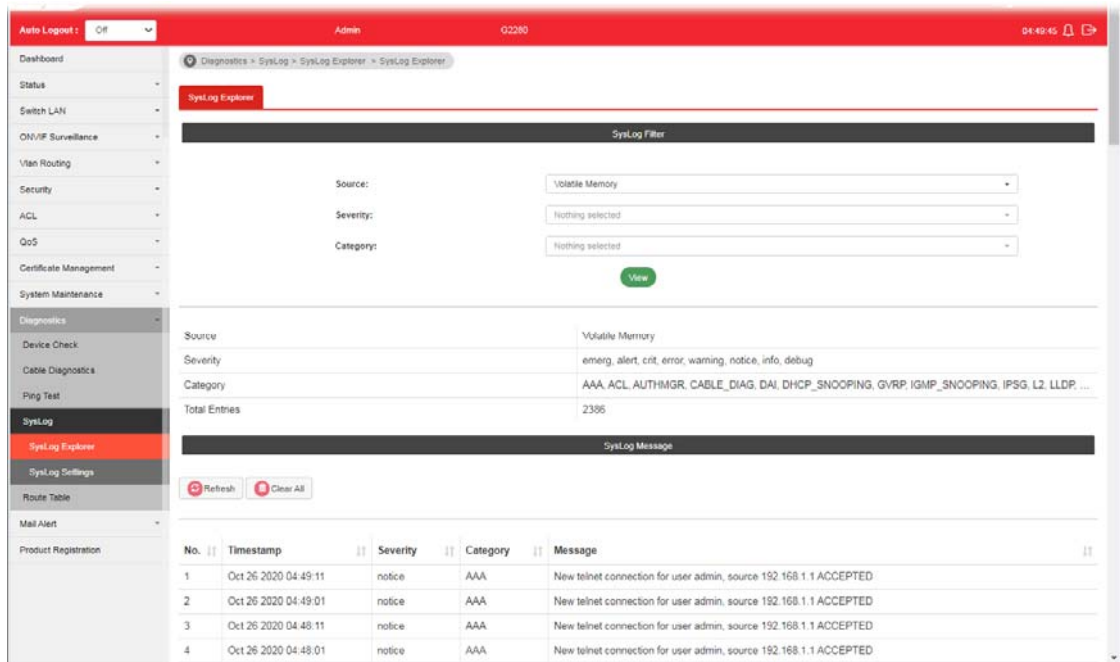 Auto Logout : Off Admin G2280 04:49:45
Dashboard
Status
Switch LAN
ONVIF Surveillance
Vlan Routing
Security
ACL
QoS
Certificate Management
System Maintenance
Diagnostics
Device Check
Cable Diagnostics
Ping Test
SysLog
SysLog Explorer
SysLog Settings
Route Table
Mail Alert
Product Registration
Diagnostics > SysLog > SysLog Explorer > SysLog Explorer
SysLog Explorer
SysLog Filter
Source: Volatile Memory
Severity: Nothing selected
Category: Nothing selected
View
Source Volatile Memory
Severity emerg, alert, crit, error, warning, notice, info, debug
Category AAA, ACL, AUTHMGR, CABLE_DIAG, DAI, DHCP_SNOOPING, GVRP, IGMP_SNOOPING, IPSG, L2, LLDP, ...
Total Entries 2386
SysLog Message
Refresh Clear All
No. Timestamp Severity Category Message
1 Oct 26 2020 04:49:11 notice AAA New telnet connection for user admin, source 192.168.1.1 ACCEPTED
2 Oct 26 2020 04:49:01 notice AAA New telnet connection for user admin, source 192.168.1.1 ACCEPTED
3 Oct 26 2020 04:48:11 notice AAA New telnet connection for user admin, source 192.168.1.1 ACCEPTED
4 Oct 26 2020 04:48:01 notice AAA New telnet connection for user admin, source 192.168.1.1 ACCEPTED